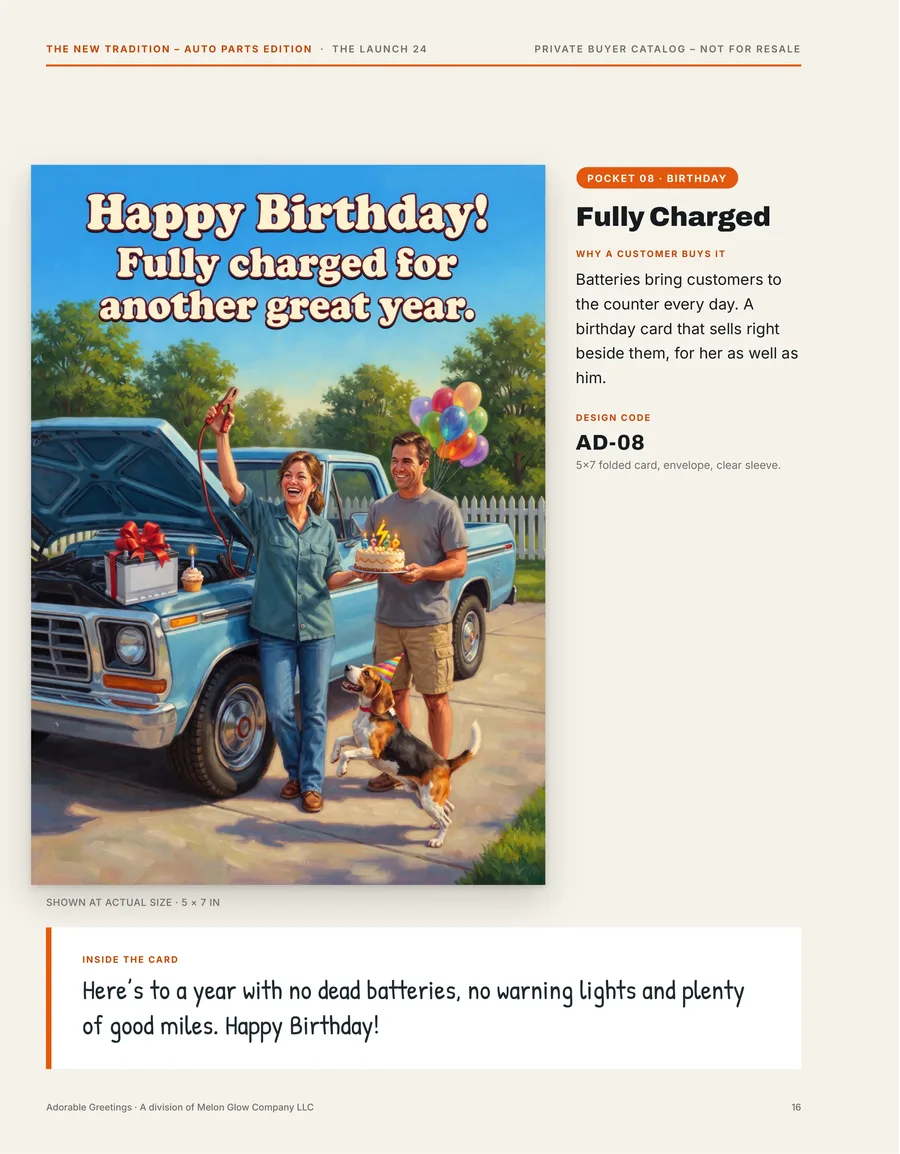 THE NEW TRADITION – AUTO PARTS EDITION · THE LAUNCH 24
PRIVATE BUYER CATALOG – NOT FOR RESALE
Happy Birthday!
Fully charged for
another great year.
POCKET 08 · BIRTHDAY
Fully Charged
WHY A CUSTOMER BUYS IT
Batteries bring customers to
the counter every day. A
birthday card that sells right
beside them, for her as well as
him.
DESIGN CODE
AD-08
5×7 folded card, envelope, clear sleeve.
SHOWN AT ACTUAL SIZE · 5 × 7 IN
INSIDE THE CARD
Here's to a year with no dead batteries, no warning lights and plenty
of good miles. Happy Birthday!
Adorable Greetings · A division of Melon Glow Company LLC
16